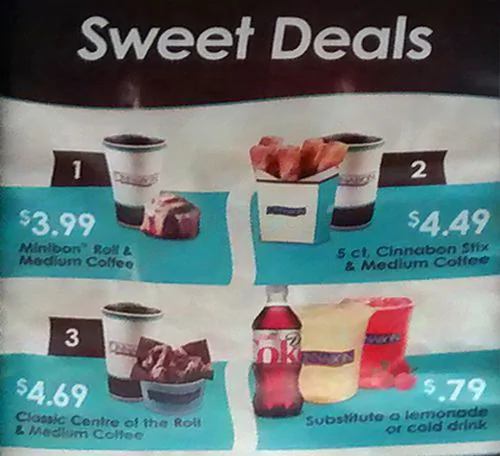 Sweet Deals
1
$3.99
Minibon™ Roll &
Medium Coffee
2
$4.49
5 ct. Cinnabon Stix
& Medium Coffee
3
$4.69
Classic Centre of the Roll
& Medium Coffee
$.79
Substitute a lemonade
or cold drink